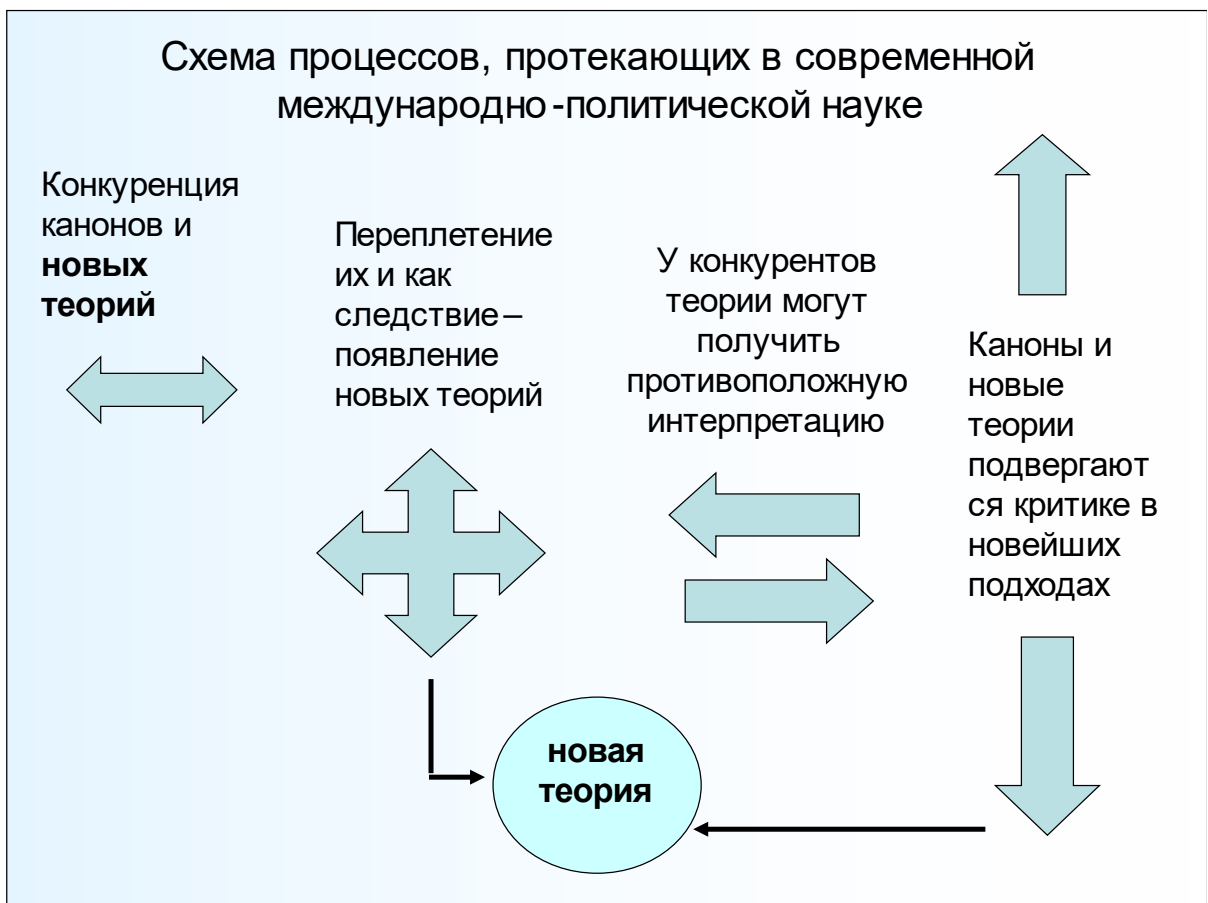 Схема процессов, протекающих в современной
международно-политической науке
Конкуренция
канонов и
новых
теорий
Переплетение
их и как
следствие –
появление
новых теорий
У конкурентов
теории могут
получить
противоположную
интерпретацию
Каноны и
новые
теории
подвергают
ся критике в
новейших
подходах
новая
теория